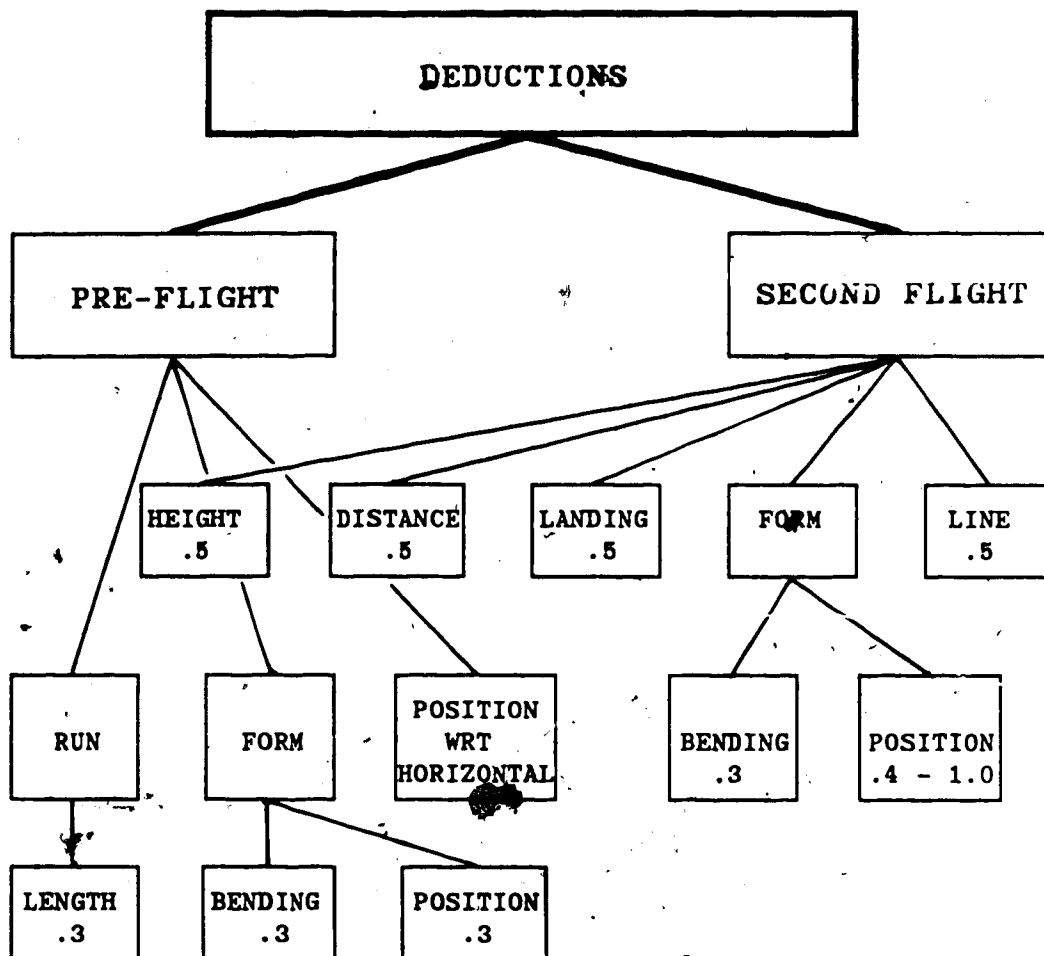 DEDUCTIONS
PRE-FLIGHT
SECOND FLIGHT
HEIGHT
.5
DISTANCE
.5
LANDING
.5
FORM
LINE
.5
RUN
FORM
POSITION
WRT
HORIZONTAL
BENDING
.3
POSITION
.4 - 1.0
LENGTH
.3
BENDING
.3
POSITION
.3